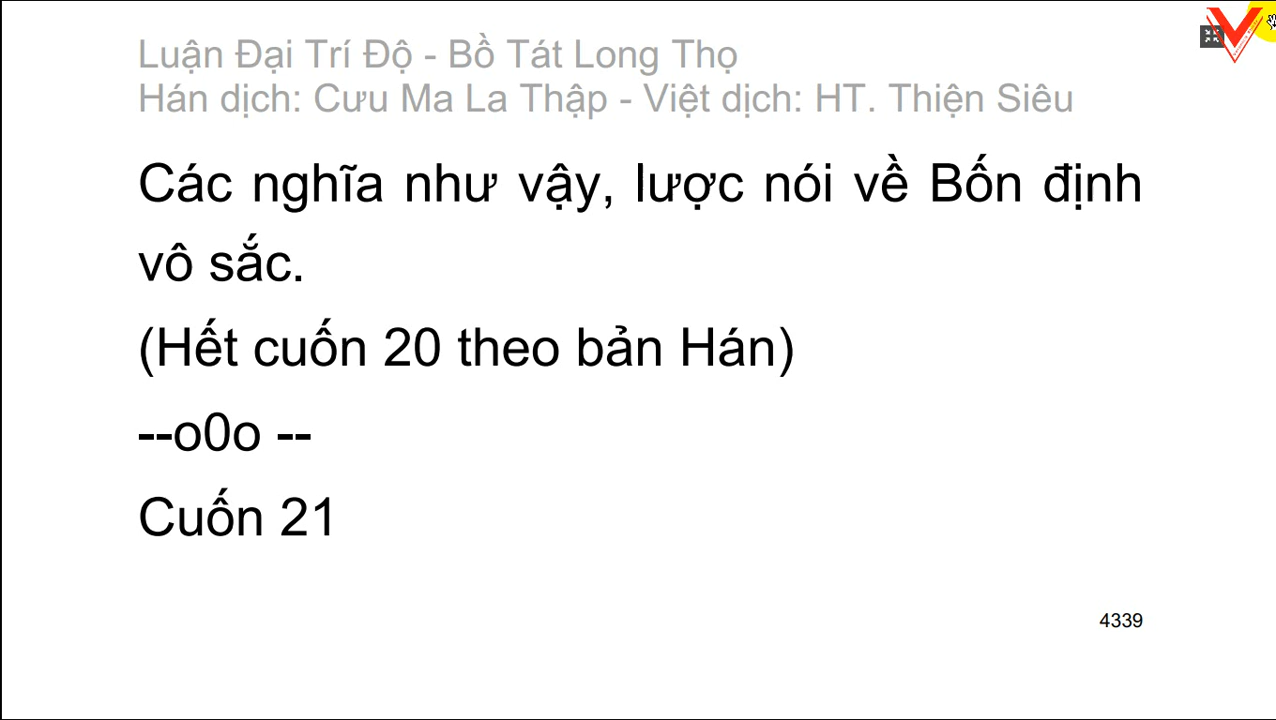 Luận Đại Trí Độ - Bồ Tát Long Thọ
Hán dịch: Cưu Ma La Thập - Việt dịch: HT. Thiện Siêu
Các nghĩa như vậy, lược nói về Bốn định
vô sắc.
(Hết cuốn 20 theo bản Hán)
--o0o --
Cuốn 21
4339